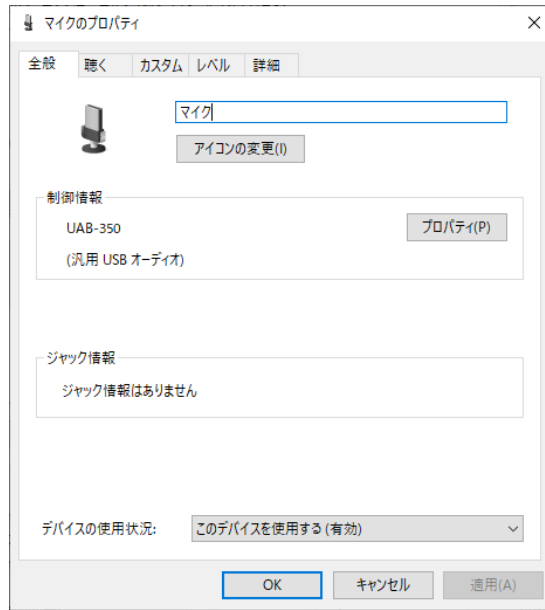 マイクのプロパティ
全般 聴く カスタム レベル 詳細
マイク
アイコンの変更(I)
制御情報
UAB-350 プロパティ(P)
(汎用 USB オーディオ)
ジャック情報
ジャック情報はありません
デバイスの使用状況: このデバイスを使用する (有効)
OK キャンセル 適用(A)